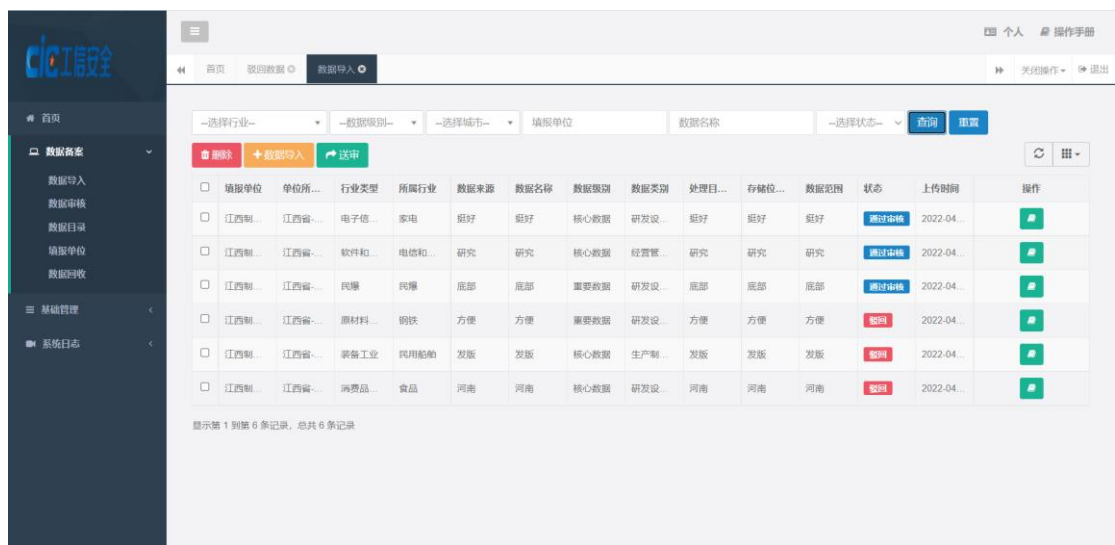 个人 操作手册
cic工信安全
首页 驳回数据 数据导入 关闭操作 退出
首页
数据备案
数据导入
数据审核
数据目录
填报单位
数据回收
基础管理
系统日志
--选择行业-- --数据级别-- --选择城市-- 填报单位 数据名称 --选择状态-- 查询 重置
删除 数据导入 送审
填报单位 单位所... 行业类型 所属行业 数据来源 数据名称 数据级别 数据类别 处理目... 存储位... 数据范围 状态 上传时间 操作
江西制... 江西省-... 电子信... 家电 挺好 挺好 核心数据 研发设... 挺好 挺好 挺好 通过审核 2022-04...
江西制... 江西省-... 软件和... 电信和... 研究 研究 核心数据 经营管... 研究 研究 研究 通过审核 2022-04...
江西制... 江西省-... 民爆 民爆 底部 底部 重要数据 研发设... 底部 底部 底部 通过审核 2022-04...
江西制... 江西省-... 原材料... 钢铁 方便 方便 重要数据 研发设... 方便 方便 方便 驳回 2022-04...
江西制... 江西省-... 装备工业 民用船舶 发版 发版 核心数据 生产制... 发版 发版 发版 驳回 2022-04...
江西制... 江西省-... 消费品... 食品 河南 河南 核心数据 研发设... 河南 河南 河南 驳回 2022-04...
显示第 1 到第 6 条记录，总共 6 条记录